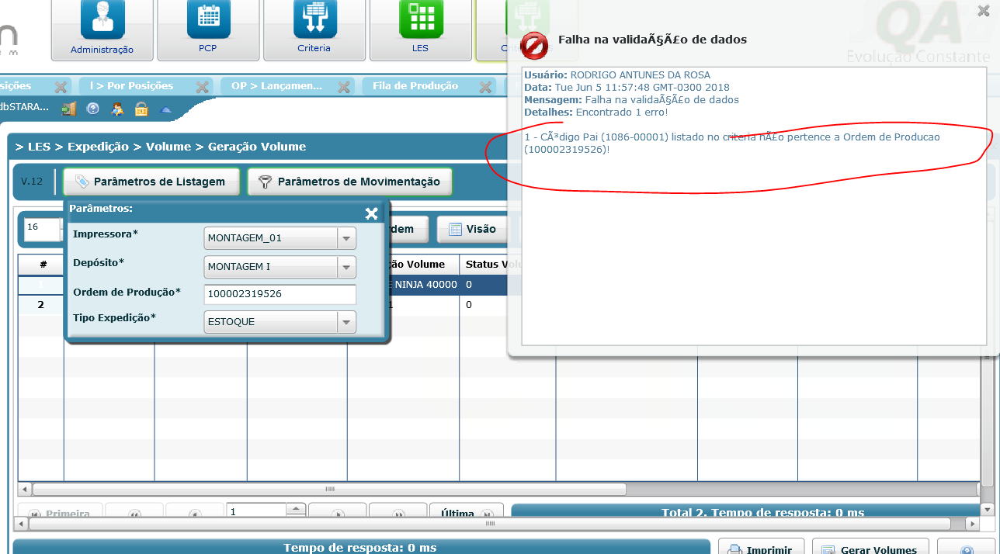 Administração
PCP
Criteria
LES
QA
Evolução Constante
Falha na validaÃ§Ã£o de dados
Usuário: RODRIGO ANTUNES DA ROSA
Data: Tue Jun 5 11:57:48 GMT-0300 2018
Mensagem: Falha na validaÃ§Ã£o de dados
Detalhes: Encontrado 1 erro!
1 - CÃ³digo Pai (1086-00001) listado no criteria nÃ£o pertence a Ordem de Producao
(100002319526)!
sições
> Por Posições
OP > Lançamen...
Fila de Produção
dbSTARA...
> LES > Expedição > Volume > Geração Volume
V.12
Parâmetros de Listagem
Parâmetros de Movimentação
Parâmetros:
Impressora*
MONTAGEM_01
Depósito*
MONTAGEM I
Ordem de Produção*
100002319526
Tipo Expedição*
ESTOQUE
16
dem
Visão
#
ção Volume
Status Vol
1
E NINJA 40000
0
2
1
0
Primeira
1
Última
Total 2. Tempo de resposta: 0 ms
Tempo de resposta: 0 ms
Imprimir
Gerar Volumes